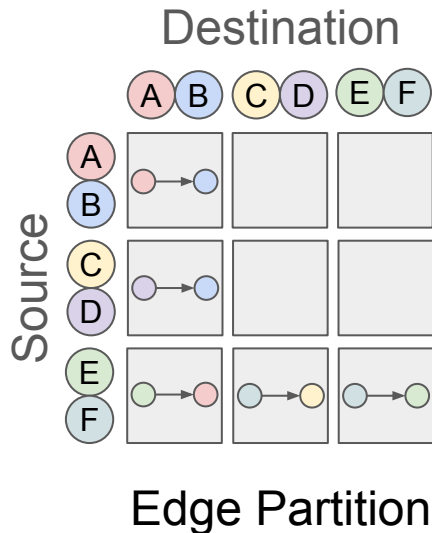 Destination
A B C D E F
Source
A
B
C
D
E
F
Edge Partition